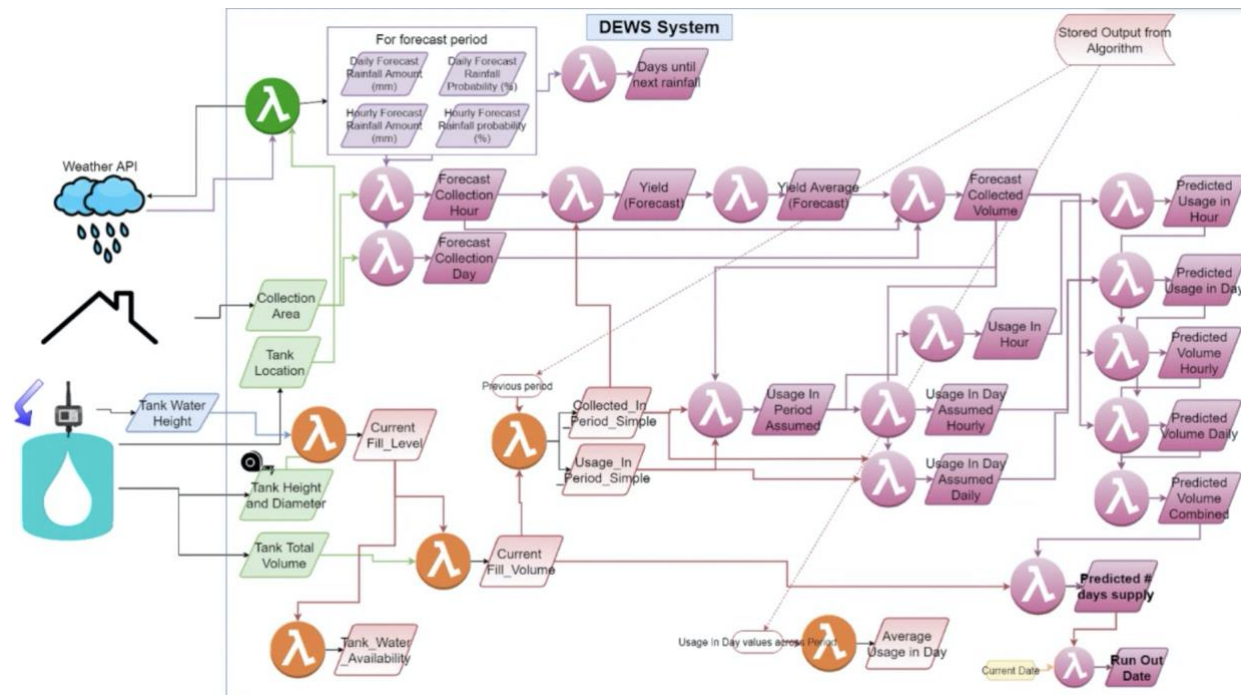 DEWS System
Stored Output from
Algorithm
For forecast period
Daily Forecast
Rainfall Amount
(mm)
Daily Forecast
Rainfall
Probability (%)
Hourly Forecast
Rainfall Amount
(mm)
Hourly Forecast
Rainfall probability
(%)
Days until
next rainfall
Weather API
Forecast
Collection
Hour
Yield
(Forecast)
Yield Average
(Forecast)
Forecast
Collected
Volume
Predicted
Usage in
Hour
Forecast
Collection
Day
Predicted
Usage in Day
Collection
Area
Usage In
Hour
Predicted
Volume
Hourly
Tank
Location
Previous period
Tank Water
Height
Current
Fill_Level
Collected_In
_Period_Simple
Usage In
Period
Assumed
Usage In Day
Assumed
Hourly
Predicted
Volume Daily
Usage_In
_Period_Simple
Usage In Day
Assumed
Daily
Tank Height
and Diameter
Predicted
Volume
Combined
Tank Total
Volume
Current
Fill_Volume
Predicted #
days supply
Tank_Water
_Availability
Usage In Day values across Period
Average
Usage in Day
Current Date
Run Out
Date